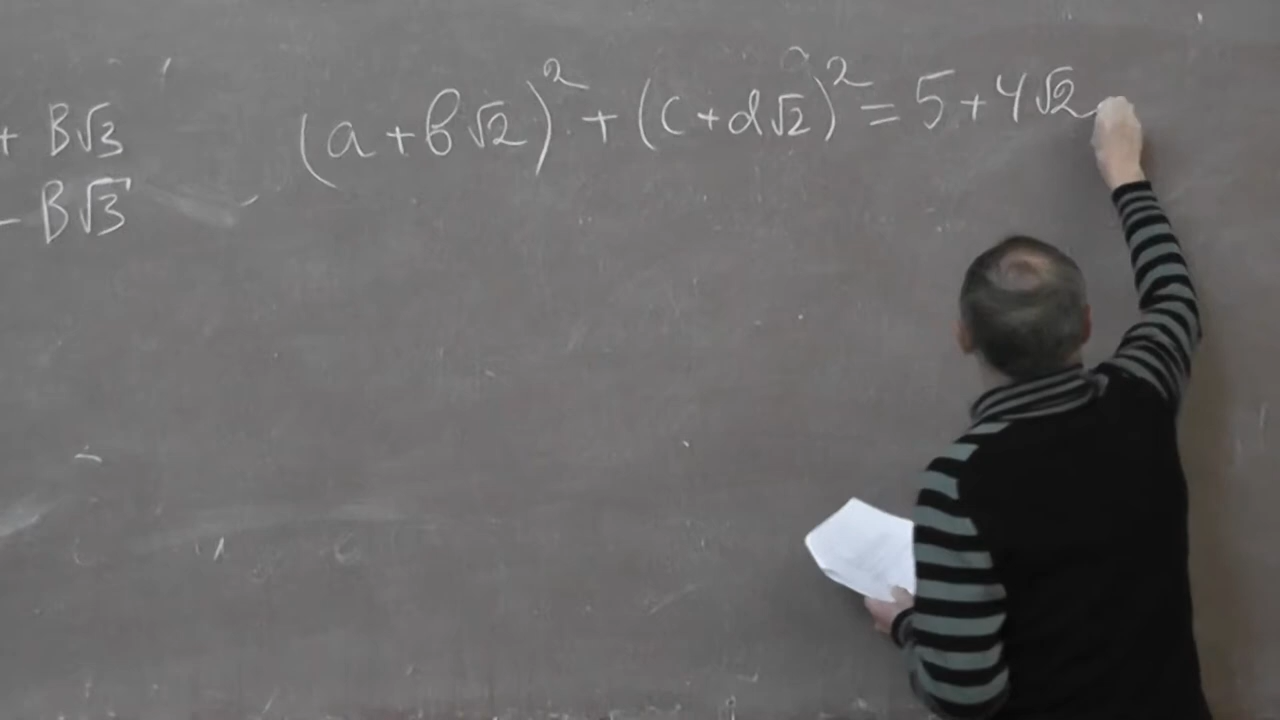 + B√3
- B√3
(a+b√2)²+(c+d√2)²=5+4√2